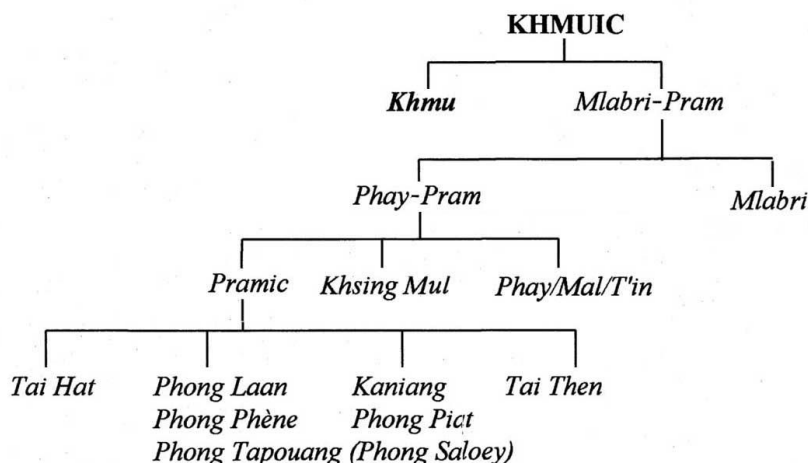 KHMUIC
Khmu Mlabri-Pram
Phay-Pram Mlabri
Pramic Khsing Mul Phay/Mal/T'in
Tai Hat Phong Laan Kaniang Tai Then
Phong Phène Phong Piat
Phong Tapouang (Phong Saloey)